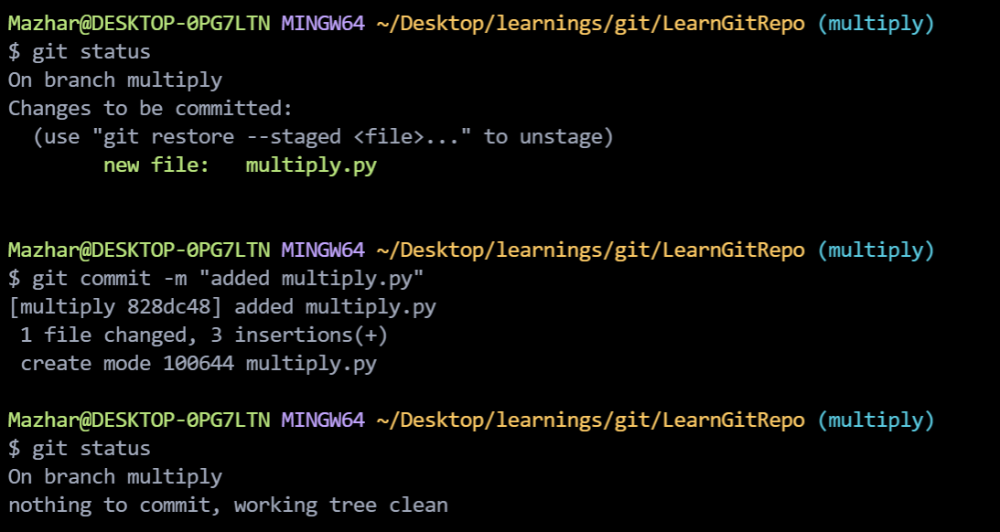 Mazhar@DESKTOP-0PG7LTN MINGW64 ~/Desktop/learnings/git/LearnGitRepo (multiply)
$ git status
On branch multiply
Changes to be committed:
  (use "git restore --staged <file>..." to unstage)
        new file:   multiply.py

Mazhar@DESKTOP-0PG7LTN MINGW64 ~/Desktop/learnings/git/LearnGitRepo (multiply)
$ git commit -m "added multiply.py"
[multiply 828dc48] added multiply.py
 1 file changed, 3 insertions(+)
 create mode 100644 multiply.py

Mazhar@DESKTOP-0PG7LTN MINGW64 ~/Desktop/learnings/git/LearnGitRepo (multiply)
$ git status
On branch multiply
nothing to commit, working tree clean